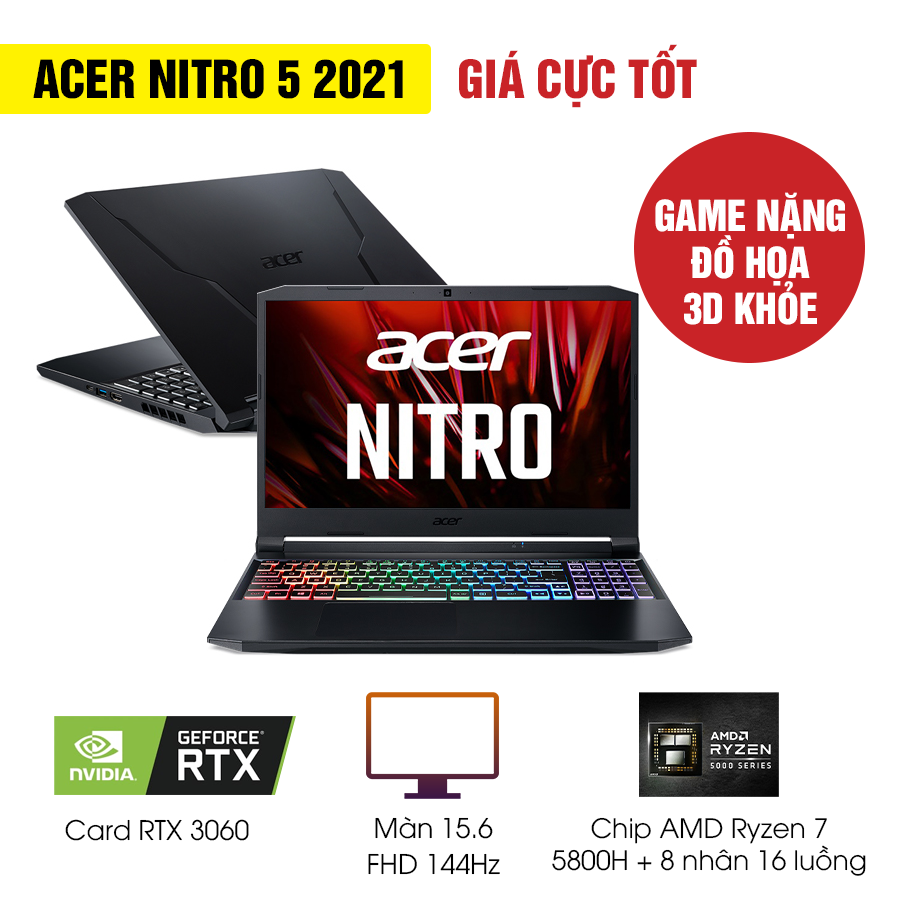 ACER NITRO 5 2021
GIÁ CỰC TỐT
GAME NẶNG
ĐỒ HỌA
3D KHỎE
acer
acer
NITRO
acer
NVIDIA.
GEFORCE®
RTX
AMD
RYZEN
5000 SERIES
Card RTX 3060
Màn 15.6
FHD 144Hz
Chip AMD Ryzen 7
5800H + 8 nhân 16 luồng